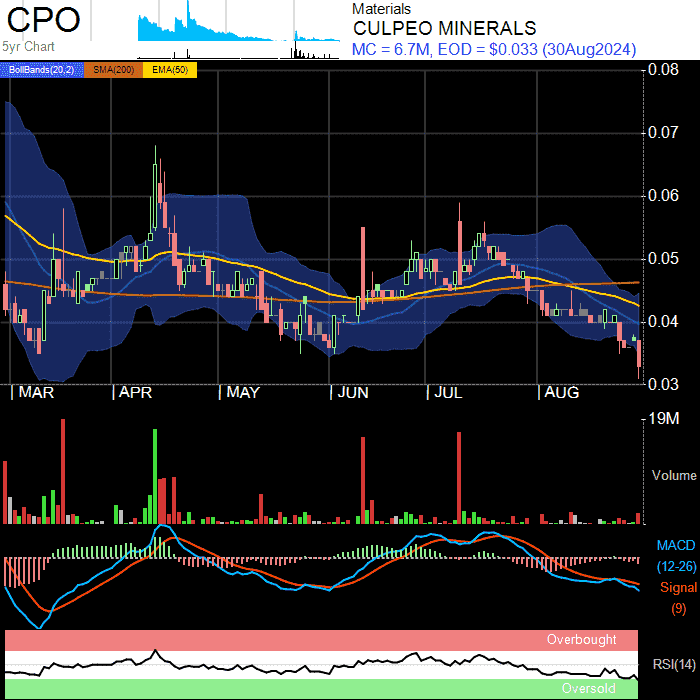 CPO
5yr Chart
Materials
CULPEO MINERALS
MC = 6.7M, EOD = $0.033 (30Aug2024)
BollBands(20,2) SMA(200) EMA(50)
0.08
0.07
0.06
0.05
0.04
0.03
MAR APR MAY JUN JUL AUG
19M
Volume
MACD
(12-26)
Signal
(9)
Overbought
RSI(14)
Oversold